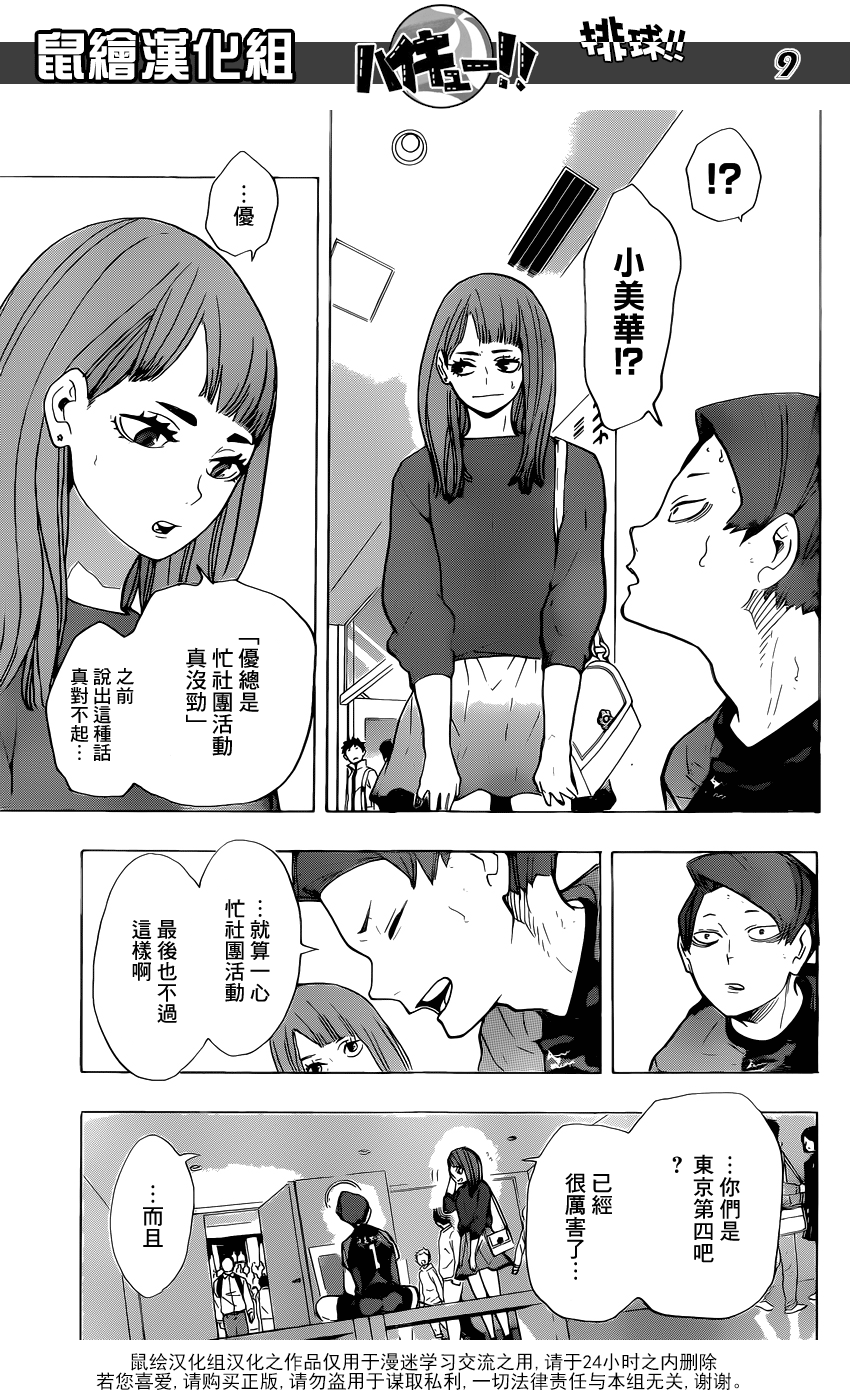 鼠繪漢化組
ハイキュー!!
排球!!
9
!?
小美華!?
…優
「優總是
忙社團活動
真沒勁」
之前
說出這種話
真對不起…
…就算一心
忙社團活動
最後也不過
這樣啊
…你們是
東京第四吧
?
已經
很厲害了…
…而且
1
鼠绘汉化组汉化之作品仅用于漫迷学习交流之用, 请于24小时之内删除
若您喜爱, 请购买正版, 请勿盗用于谋取私利, 一切法律责任与本组无关, 谢谢。